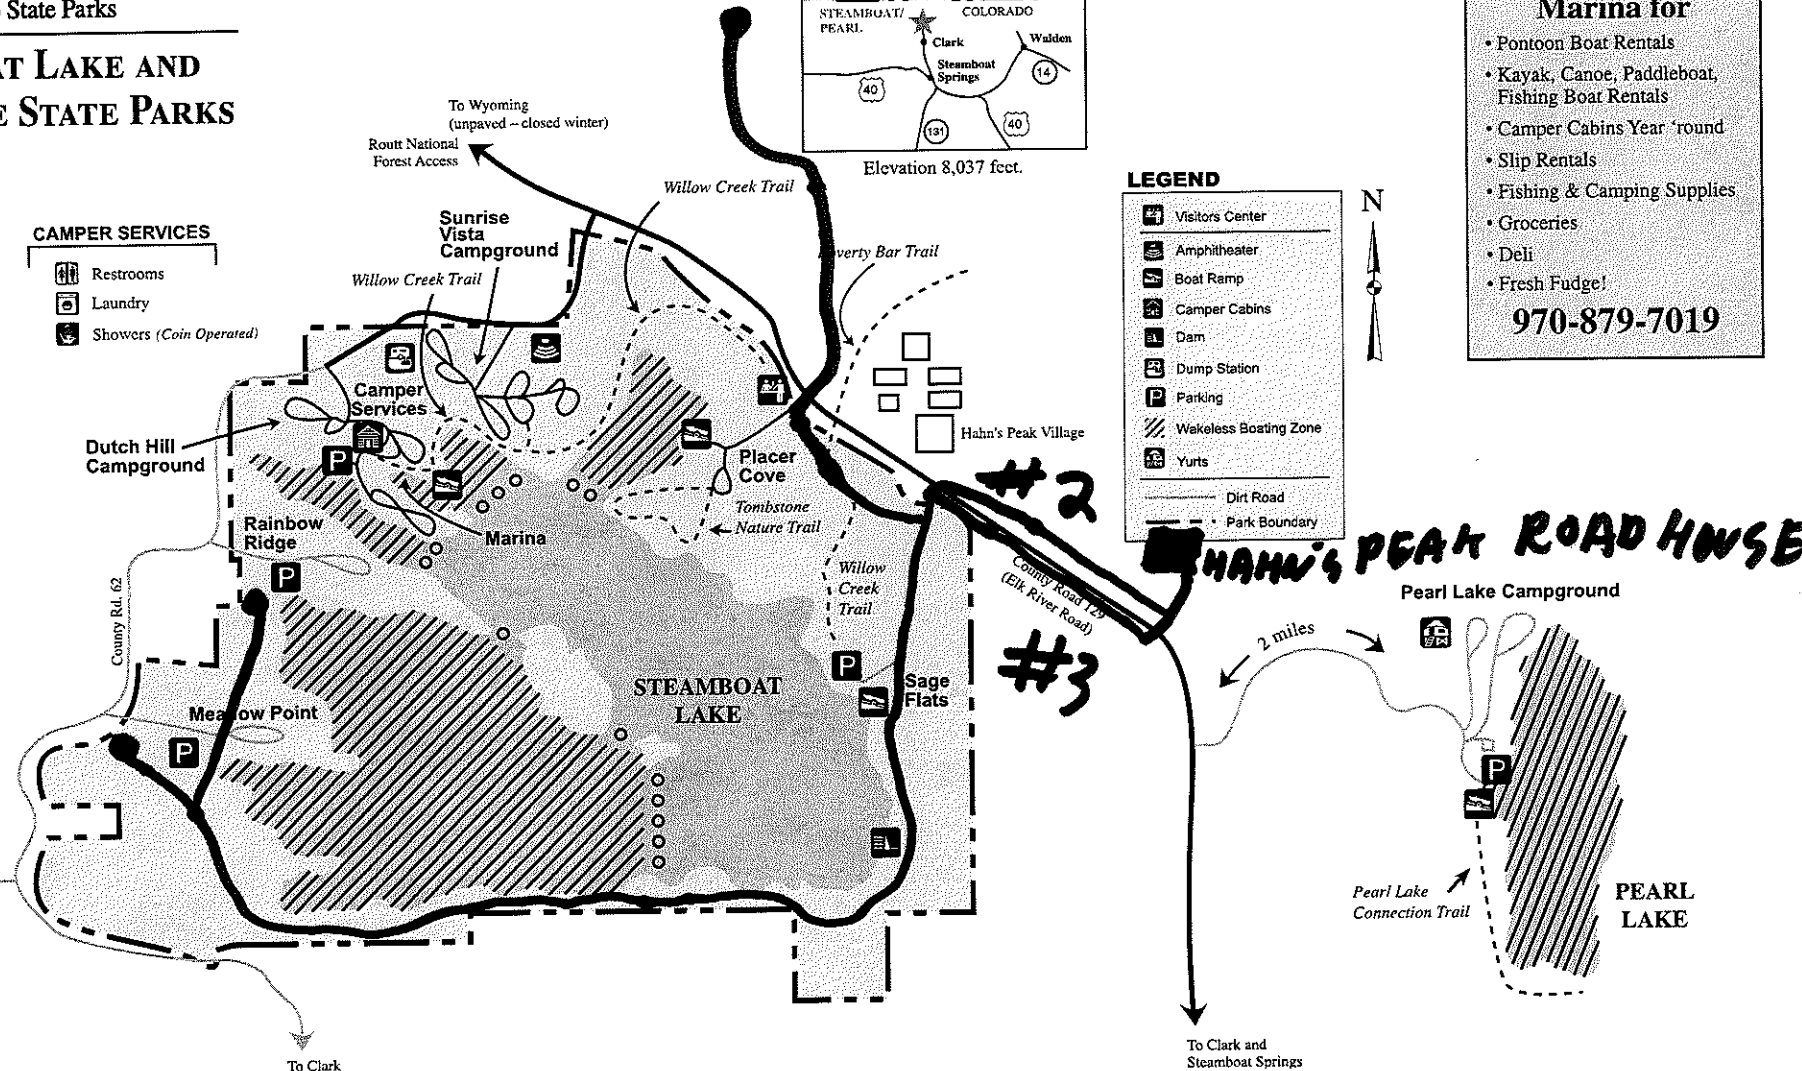 State Parks
AT LAKE AND
E STATE PARKS
STEAMBOAT/
PEARL
COLORADO
Clark
Walden
Steamboat
Springs
14
40
131
40
Elevation 8,037 feet.
Marina for
• Pontoon Boat Rentals
• Kayak, Canoe, Paddleboat,
Fishing Boat Rentals
• Camper Cabins Year ‘round
• Slip Rentals
• Fishing & Camping Supplies
• Groceries
• Deli
• Fresh Fudge!
970-879-7019
To Wyoming
(unpaved – closed winter)
Routt National
Forest Access
Willow Creek Trail
Sunrise
Vista
Campground
Willow Creek Trail
overty Bar Trail
CAMPER SERVICES
Restrooms
Laundry
Showers (Coin Operated)
LEGEND
Visitors Center
Amphitheater
Boat Ramp
Camper Cabins
Dam
Dump Station
P Parking
Wakeless Boating Zone
Yurts
Dirt Road
Park Boundary
N
Camper
Services
Dutch Hill
Campground
P
Placer
Cove
Hahn's Peak Village
Tombstone
Nature Trail
Marina
Rainbow
Ridge
P
#2
HAHN'S PEAK ROADHOUSE
County Road 129
(Elk River Road)
#3
Willow
Creek
Trail
P
Sage
Flats
County Rd. 62
Meadow Point
P
STEAMBOAT
LAKE
Pearl Lake Campground
2 miles
P
Pearl Lake
Connection Trail
PEARL
LAKE
To Clark
To Clark and
Steamboat Springs